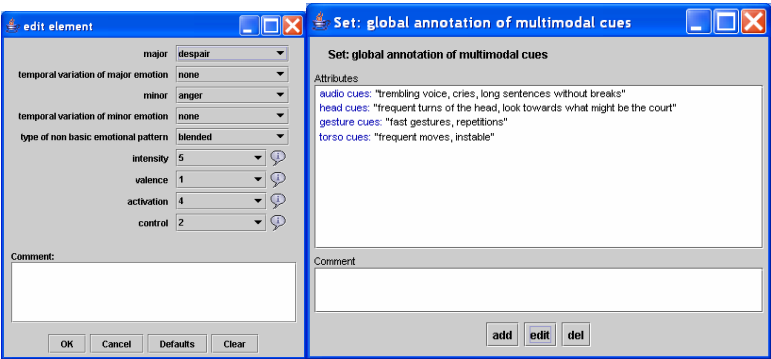 edit element
major despair
temporal variation of major emotion none
minor anger
temporal variation of minor emotion none
type of non basic emotional pattern blended
intensity 5
valence 1
activation 4
control 2
Comment:
OK Cancel Defaults Clear
Set: global annotation of multimodal cues
Set: global annotation of multimodal cues
Attributes
audio cues: "trembling voice, cries, long sentences without breaks"
head cues: "frequent turns of the head, look towards what might be the court"
gesture cues: "fast gestures, repetitions"
torso cues: "frequent moves, instable"
Comment
add edit del